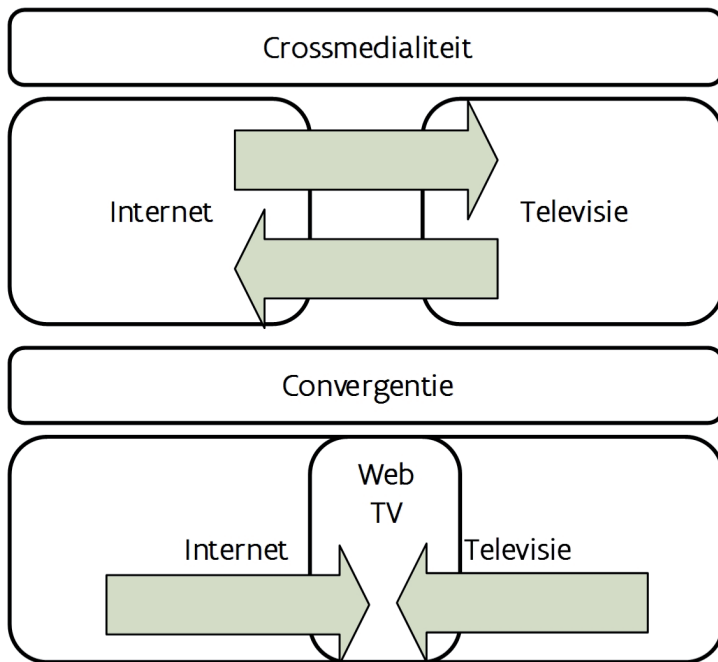 Crossmedialiteit
Internet
Televisie
Convergentie
Web
TV
Internet
Televisie